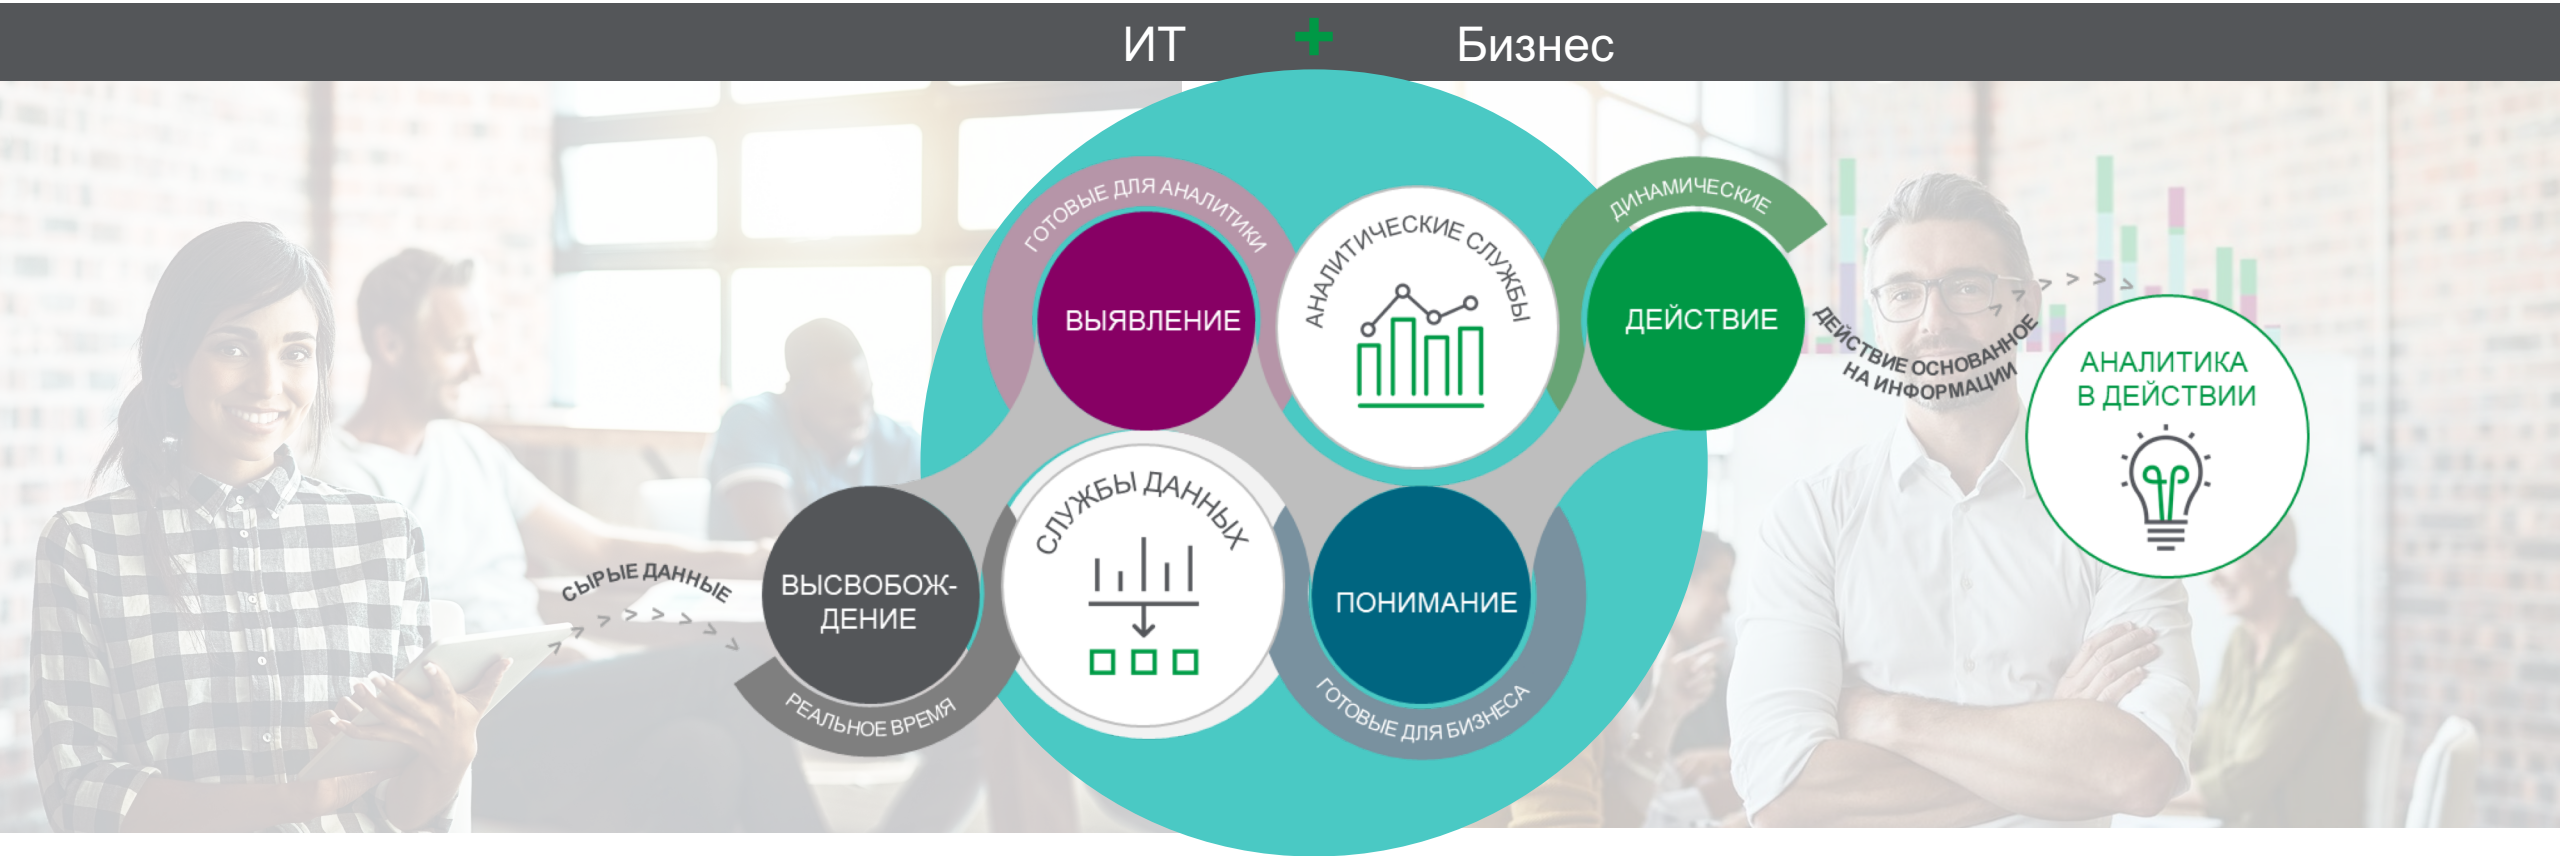 ИТ + Бизнес
СЫРЫЕ ДАННЫЕ
ВЫСВОБОЖ-
ДЕНИЕ
РЕАЛЬНОЕ ВРЕМЯ
СЛУЖБЫ ДАННЫХ
ГОТОВЫЕ ДЛЯ АНАЛИТИКИ
ВЫЯВЛЕНИЕ
АНАЛИТИЧЕСКИЕ СЛУЖБЫ
ПОНИМАНИЕ
ГОТОВЫЕ ДЛЯ БИЗНЕСА
ДИНАМИЧЕСКИЕ
ДЕЙСТВИЕ
ДЕЙСТВИЕ ОСНОВАННОЕ
НА ИНФОРМАЦИИ
АНАЛИТИКА
В ДЕЙСТВИИ